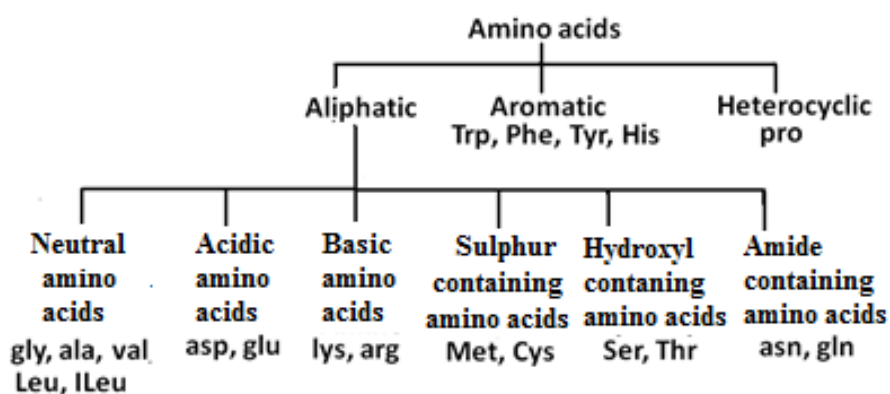 Amino acids
Aliphatic
Aromatic
Trp, Phe, Tyr, His
Heterocyclic
pro
Neutral
amino
acids
gly, ala, val
Leu, ILeu
Acidic
amino
acids
asp, glu
Basic
amino
acids
lys, arg
Sulphur
containing
amino acids
Met, Cys
Hydroxyl
contaning
amino acids
Ser, Thr
Amide
containing
amino acids
asn, gln